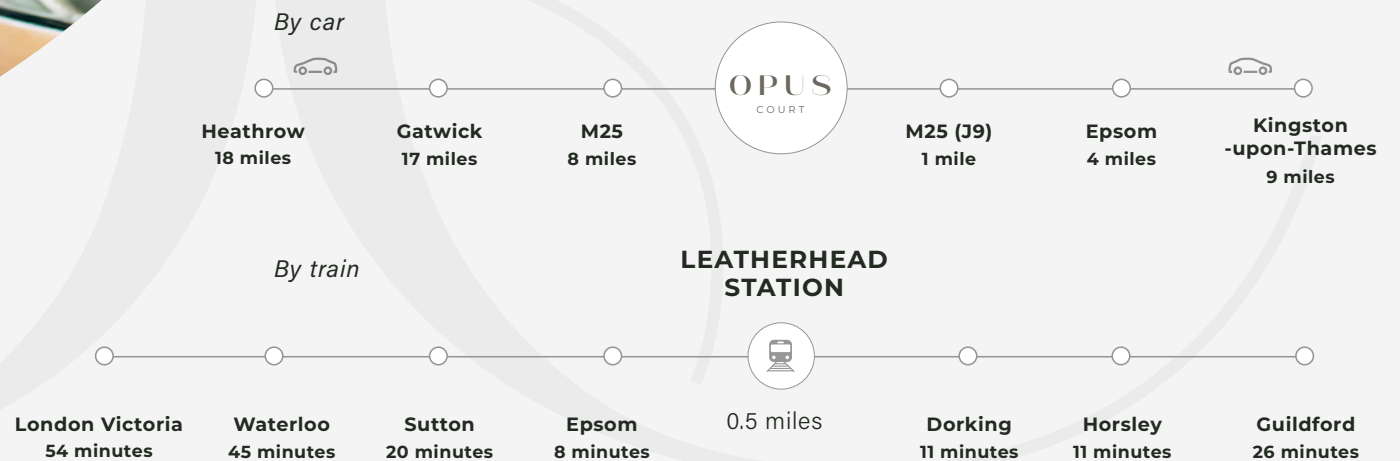 By car
OPUS
COURT
Heathrow
18 miles
Gatwick
17 miles
M25
8 miles
M25 (J9)
1 mile
Epsom
4 miles
Kingston
-upon-Thames
9 miles
By train
LEATHERHEAD
STATION
0.5 miles
London Victoria
54 minutes
Waterloo
45 minutes
Sutton
20 minutes
Epsom
8 minutes
Dorking
11 minutes
Horsley
11 minutes
Guildford
26 minutes